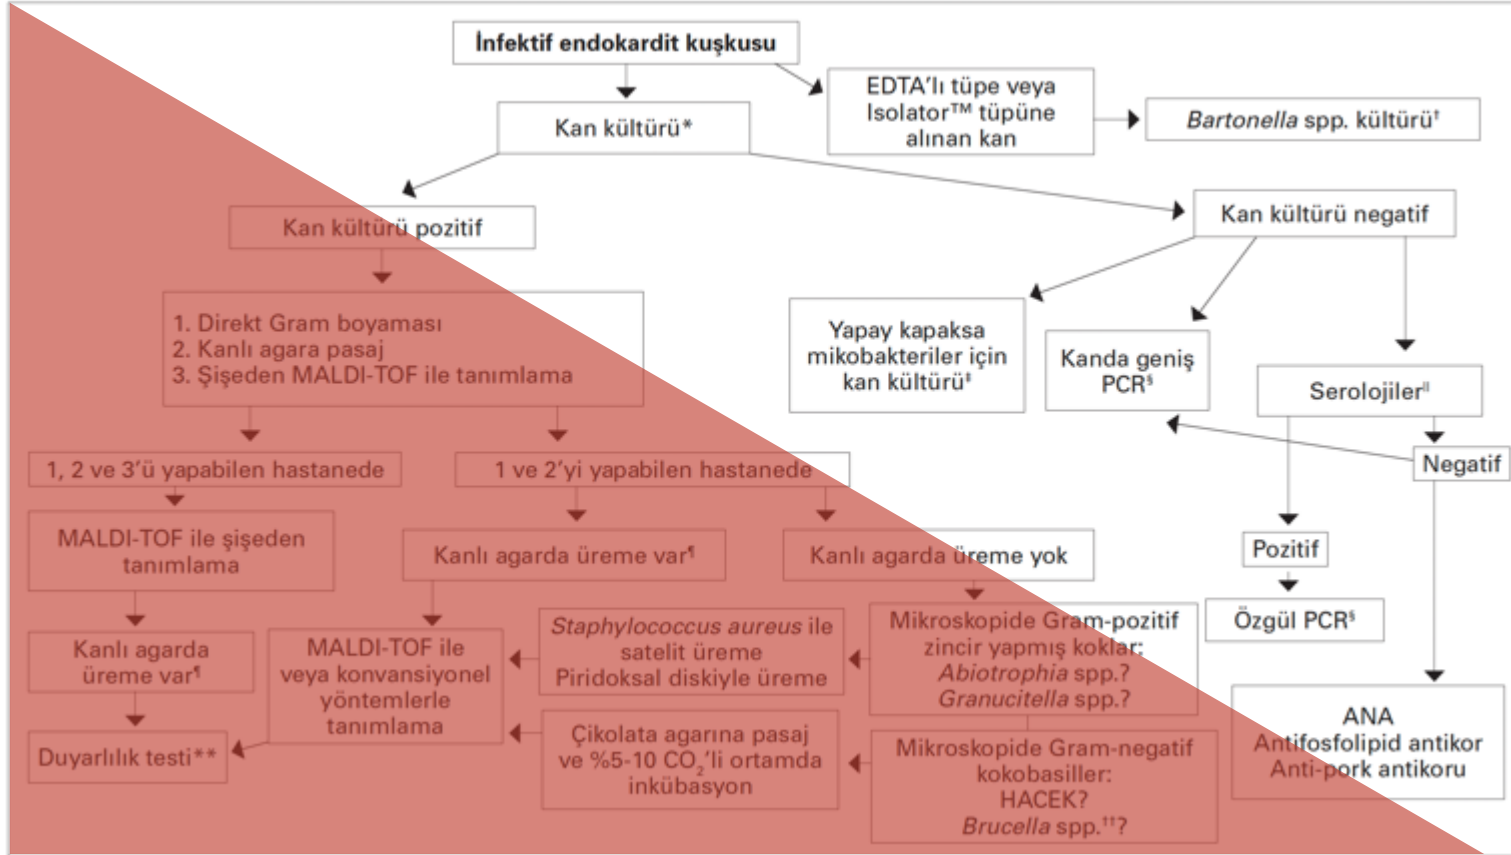 İnfektif endokardit kuşkusu
EDTA'lı tüpe veya
Isolator™ tüpüne
alınan kan
Bartonella spp. kültürü†
Kan kültürü*
Kan kültürü pozitif
Kan kültürü negatif
1. Direkt Gram boyaması
2. Kanlı agara pasaj
3. Şişeden MALDI-TOF ile tanımlama
Yapay kapaksa
mikobakteriler için
kan kültürü‡
Kanda geniş
PCR§
Serolojiler||
Negatif
1, 2 ve 3'ü yapabilen hastanede
1 ve 2'yi yapabilen hastanede
MALDI-TOF ile şişeden
tanımlama
Kanlı agarda üreme var¶
Kanlı agarda üreme yok
Pozitif
Özgül PCR§
Kanlı agarda
üreme var¶
MALDI-TOF ile
veya konvansiyonel
yöntemlerle
tanımlama
Staphylococcus aureus ile
satelit üreme
Piridoksal diskiyle üreme
Mikroskopide Gram-pozitif
zincir yapmış koklar:
Abiotrophia spp.?
Granucitella spp.?
Duyarlılık testi**
Çikolata agarına pasaj
ve %5-10 CO₂'li ortamda
inkübasyon
Mikroskopide Gram-negatif
kokobasiller:
HACEK?
Brucella spp.††?
ANA
Antifosfolipid antikor
Anti-pork antikoru